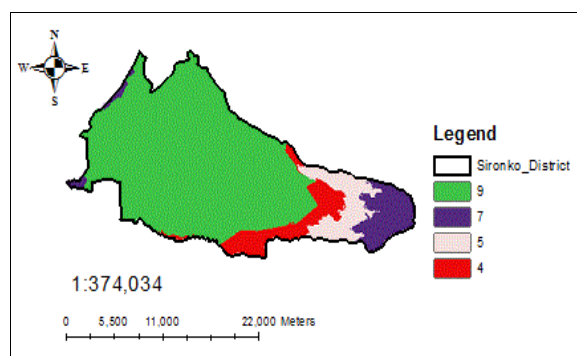 N
W E
S
Legend
Sironko_District
9
7
5
4
1:374,034
0 5,500 11,000 22,000 Meters